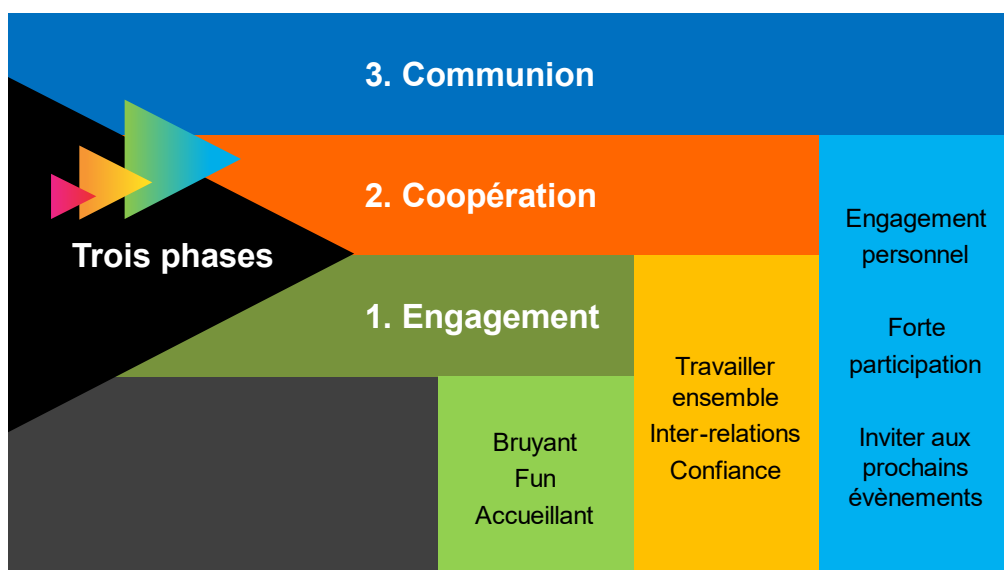 3. Communion
2. Coopération
Trois phases
1. Engagement
Bruyant
Fun
Accueillant
Travailler
ensemble
Inter-relations
Confiance
Engagement
personnel
Forte
participation
Inviter aux
prochains
évènements